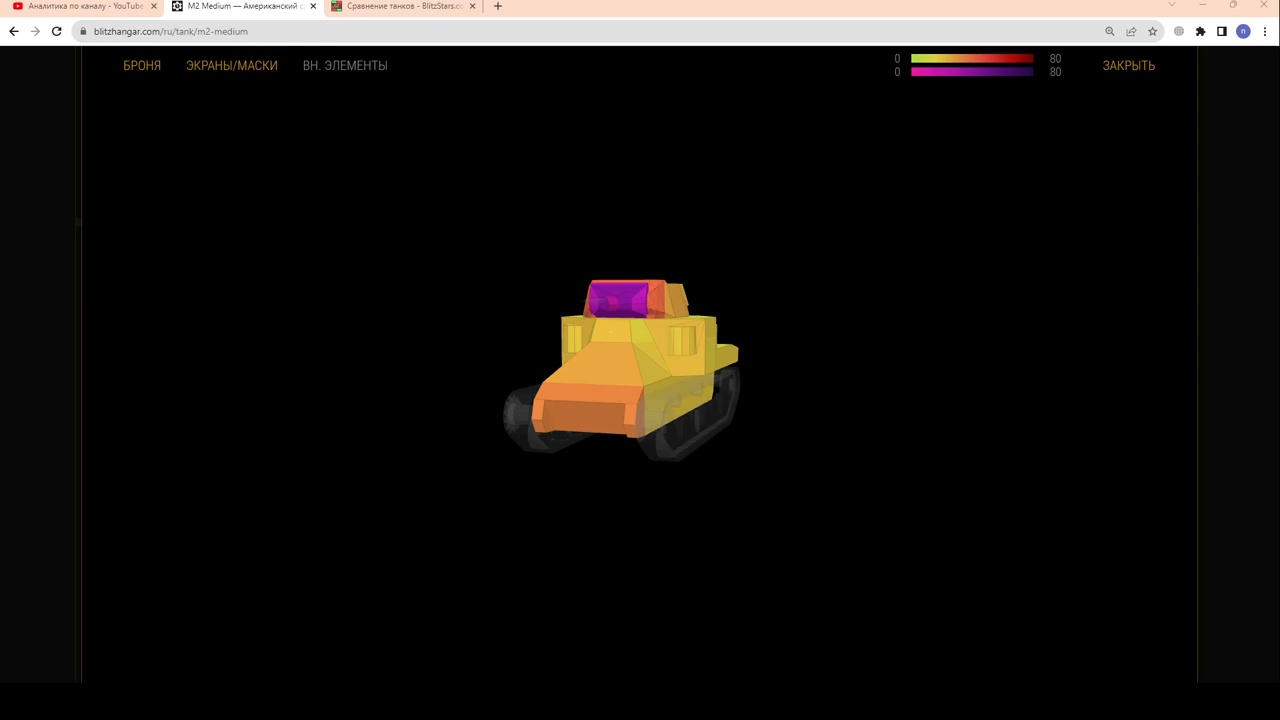 Аналитика по каналу - YouTube
M2 Medium — Американский с
Сравнение танков - BlitzStars.co
blitzhangar.com/ru/tank/m2-medium
n
БРОНЯ ЭКРАНЫ/МАСКИ ВН. ЭЛЕМЕНТЫ
0 80
0 80
ЗАКРЫТЬ